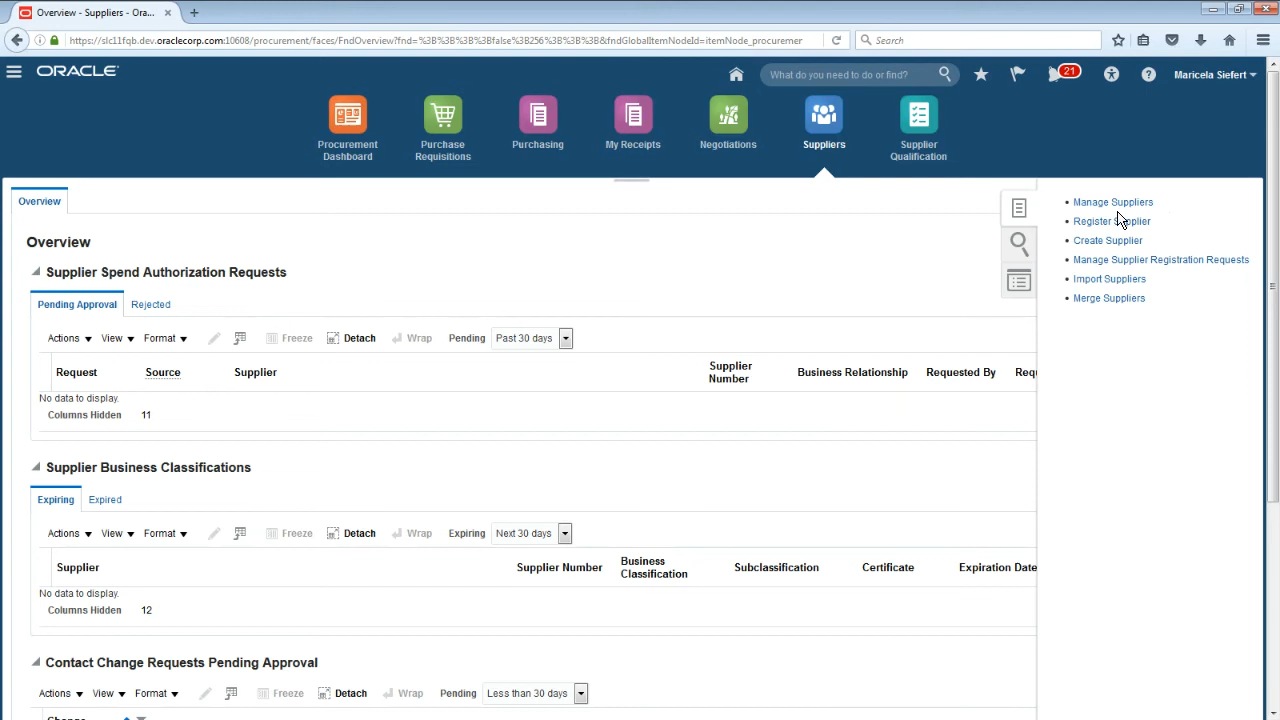 Overview - Suppliers - Ora...
https://slc11fqb.dev.oraclecorp.com:10608/procurement/faces/FndOverview?fnd=%3B%3B%3B%3Bfalse%3B256%3B%3B%3B&fndGlobalItemNodeId=itemNode_procuremer
Search
ORACLE
What do you need to do or find?
21
Maricela Siefert
Procurement Dashboard
Purchase Requisitions
Purchasing
My Receipts
Negotiations
Suppliers
Supplier Qualification
Overview
Manage Suppliers
Register Supplier
Create Supplier
Manage Supplier Registration Requests
Import Suppliers
Merge Suppliers
Overview
Supplier Spend Authorization Requests
Pending Approval Rejected
Actions View Format Freeze Detach Wrap Pending Past 30 days
Request Source Supplier Supplier Number Business Relationship Requested By Requ
No data to display.
Columns Hidden 11
Supplier Business Classifications
Expiring Expired
Actions View Format Freeze Detach Wrap Expiring Next 30 days
Supplier Supplier Number Business Classification Subclassification Certificate Expiration Date
No data to display.
Columns Hidden 12
Contact Change Requests Pending Approval
Actions View Format Freeze Detach Wrap Pending Less than 30 days
Change